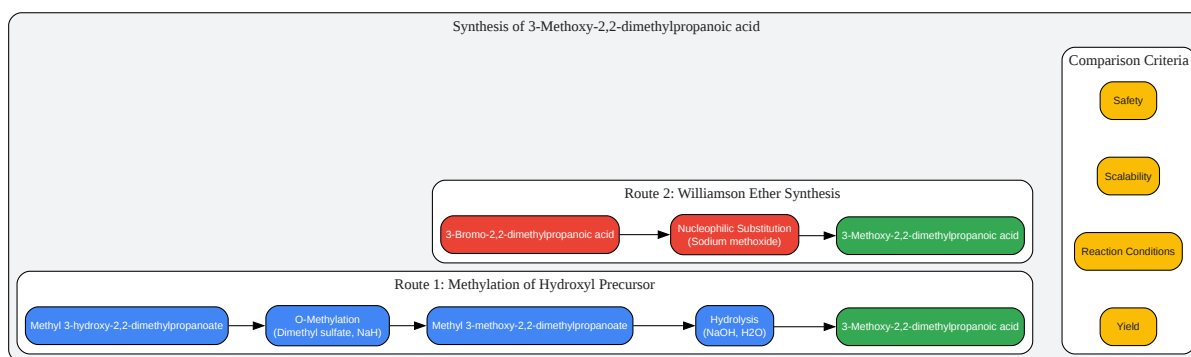 Synthesis of 3-Methoxy-2,2-dimethylpropanoic acid
Comparison Criteria
Safety
Scalability
Reaction Conditions
Yield
Route 2: Williamson Ether Synthesis
3-Bromo-2,2-dimethylpropanoic acid
Nucleophilic Substitution
(Sodium methoxide)
3-Methoxy-2,2-dimethylpropanoic acid
Route 1: Methylation of Hydroxyl Precursor
Methyl 3-hydroxy-2,2-dimethylpropanoate
O-Methylation
(Dimethyl sulfate, NaH)
Methyl 3-methoxy-2,2-dimethylpropanoate
Hydrolysis
(NaOH, H2O)
3-Methoxy-2,2-dimethylpropanoic acid